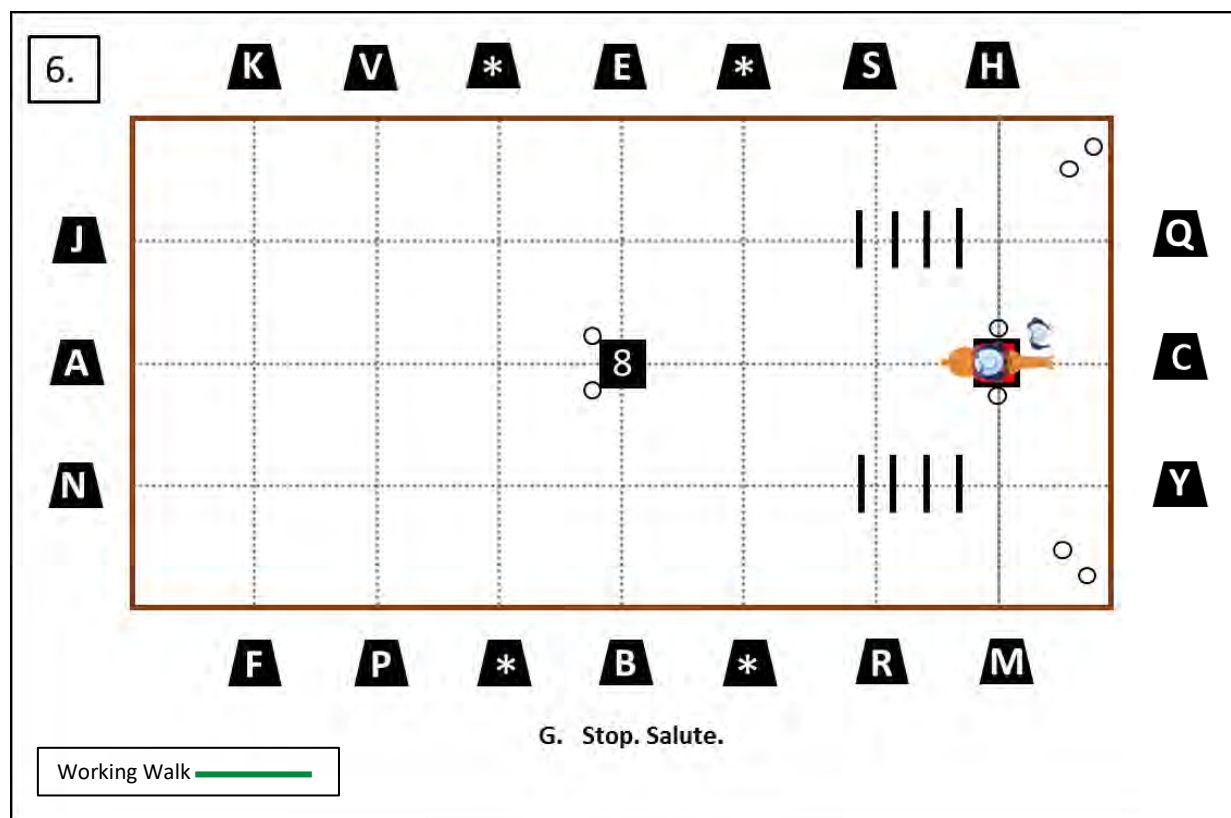 6.
K V * E * S H
J Q
A 8 C
N Y
F P * B * R M
G. Stop. Salute.
Working Walk